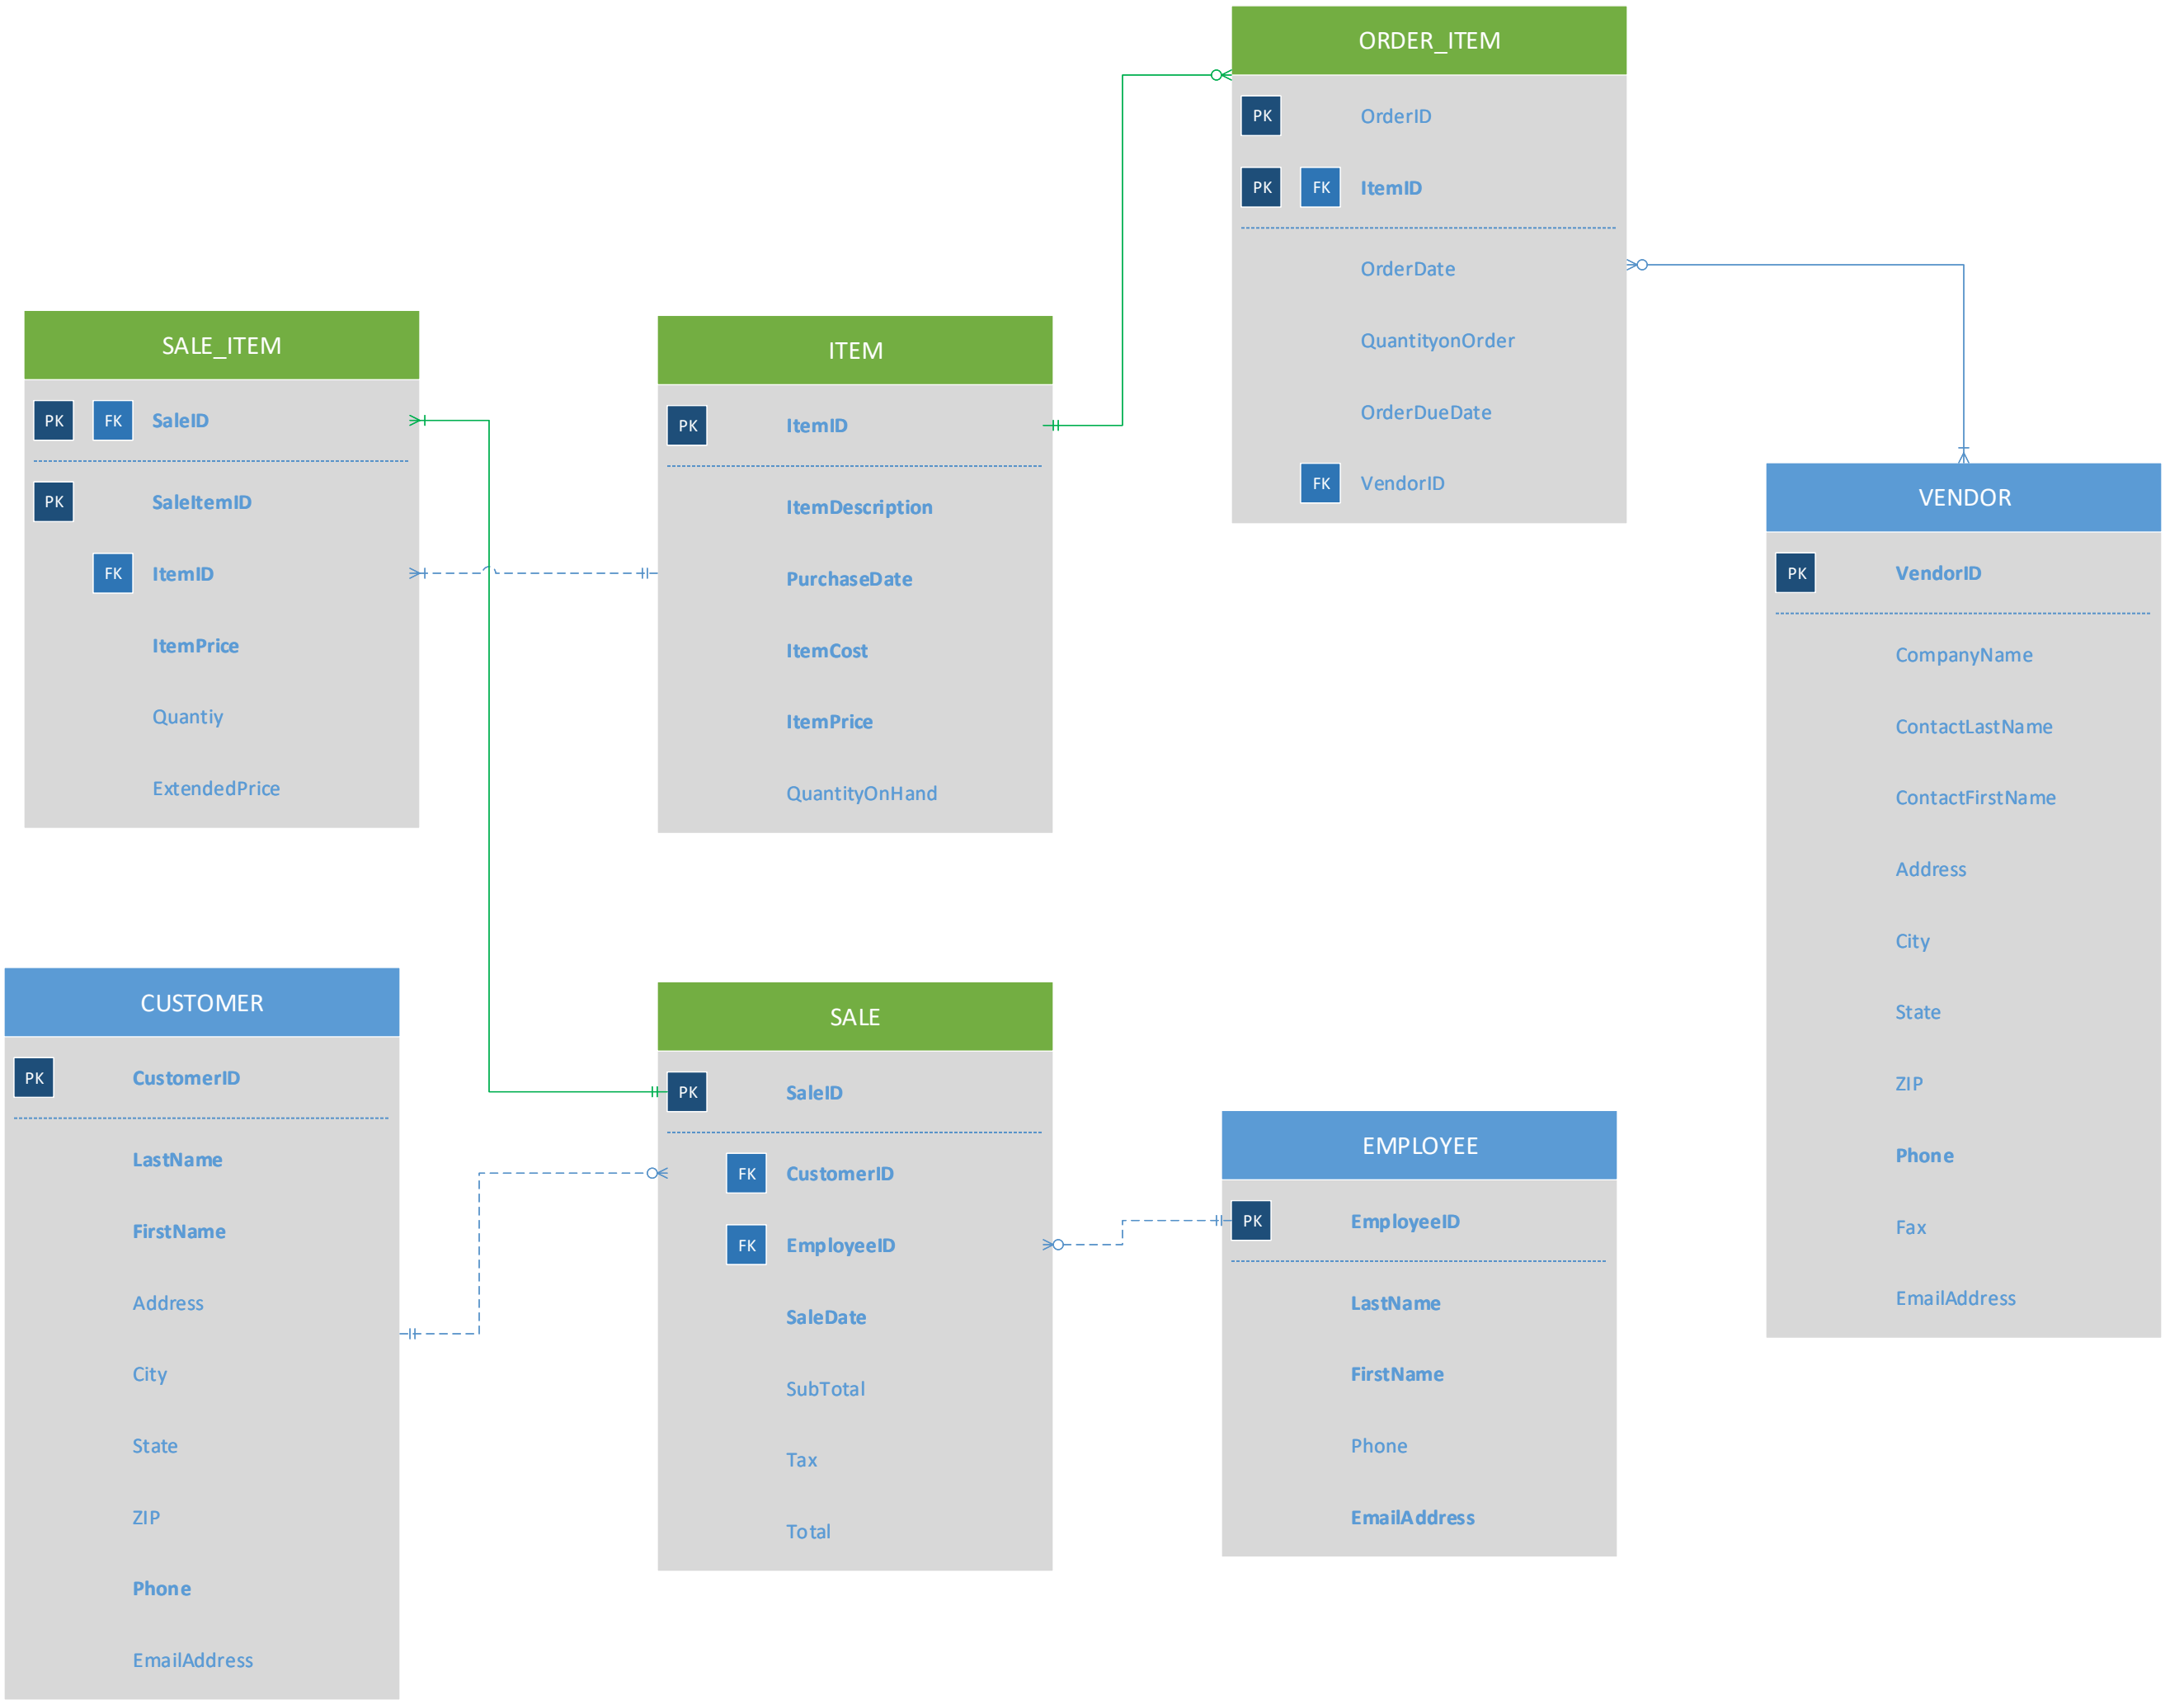 ORDER_ITEM
PK OrderID
PK FK ItemID
OrderDate
QuantityonOrder
OrderDueDate
FK VendorID
SALE_ITEM
PK FK SaleID
PK SaleItemID
FK ItemID
ItemPrice
Quantiy
ExtendedPrice
ITEM
PK ItemID
ItemDescription
PurchaseDate
ItemCost
ItemPrice
QuantityOnHand
VENDOR
PK VendorID
CompanyName
ContactLastName
ContactFirstName
Address
City
State
ZIP
Phone
Fax
EmailAddress
CUSTOMER
PK CustomerID
LastName
FirstName
Address
City
State
ZIP
Phone
EmailAddress
SALE
PK SaleID
FK CustomerID
FK EmployeeID
SaleDate
SubTotal
Tax
Total
EMPLOYEE
PK EmployeeID
LastName
FirstName
Phone
EmailAddress